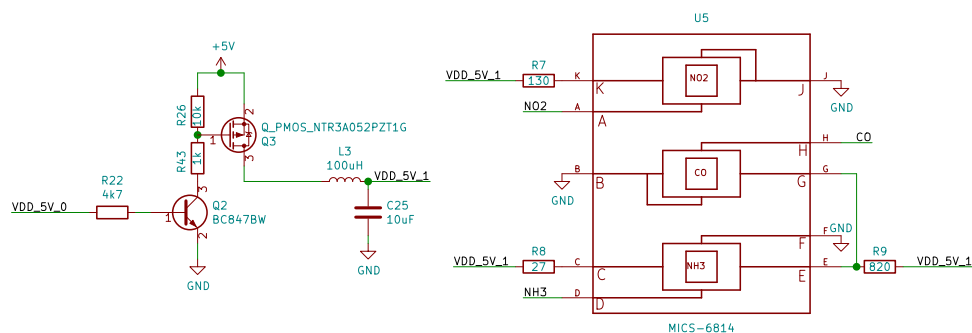 +5V
R26
10k
2
Q_PMOS_NTR3A052PZT1G
1
Q3
3
R43
1k
L3
100uH
VDD_5V_1
R22
4k7
VDD_5V_0
3
Q2
1
BC847BW
2
GND
C25
10uF
GND
U5
VDD_5V_1
R7
130
K
K
NO2
J
J
GND
NO2
A
A
H
H
CO
GND
B
B
CO
G
G
F
F
GND
VDD_5V_1
R8
27
C
C
NH3
E
E
R9
820
VDD_5V_1
NH3
D
D
MICS-6814